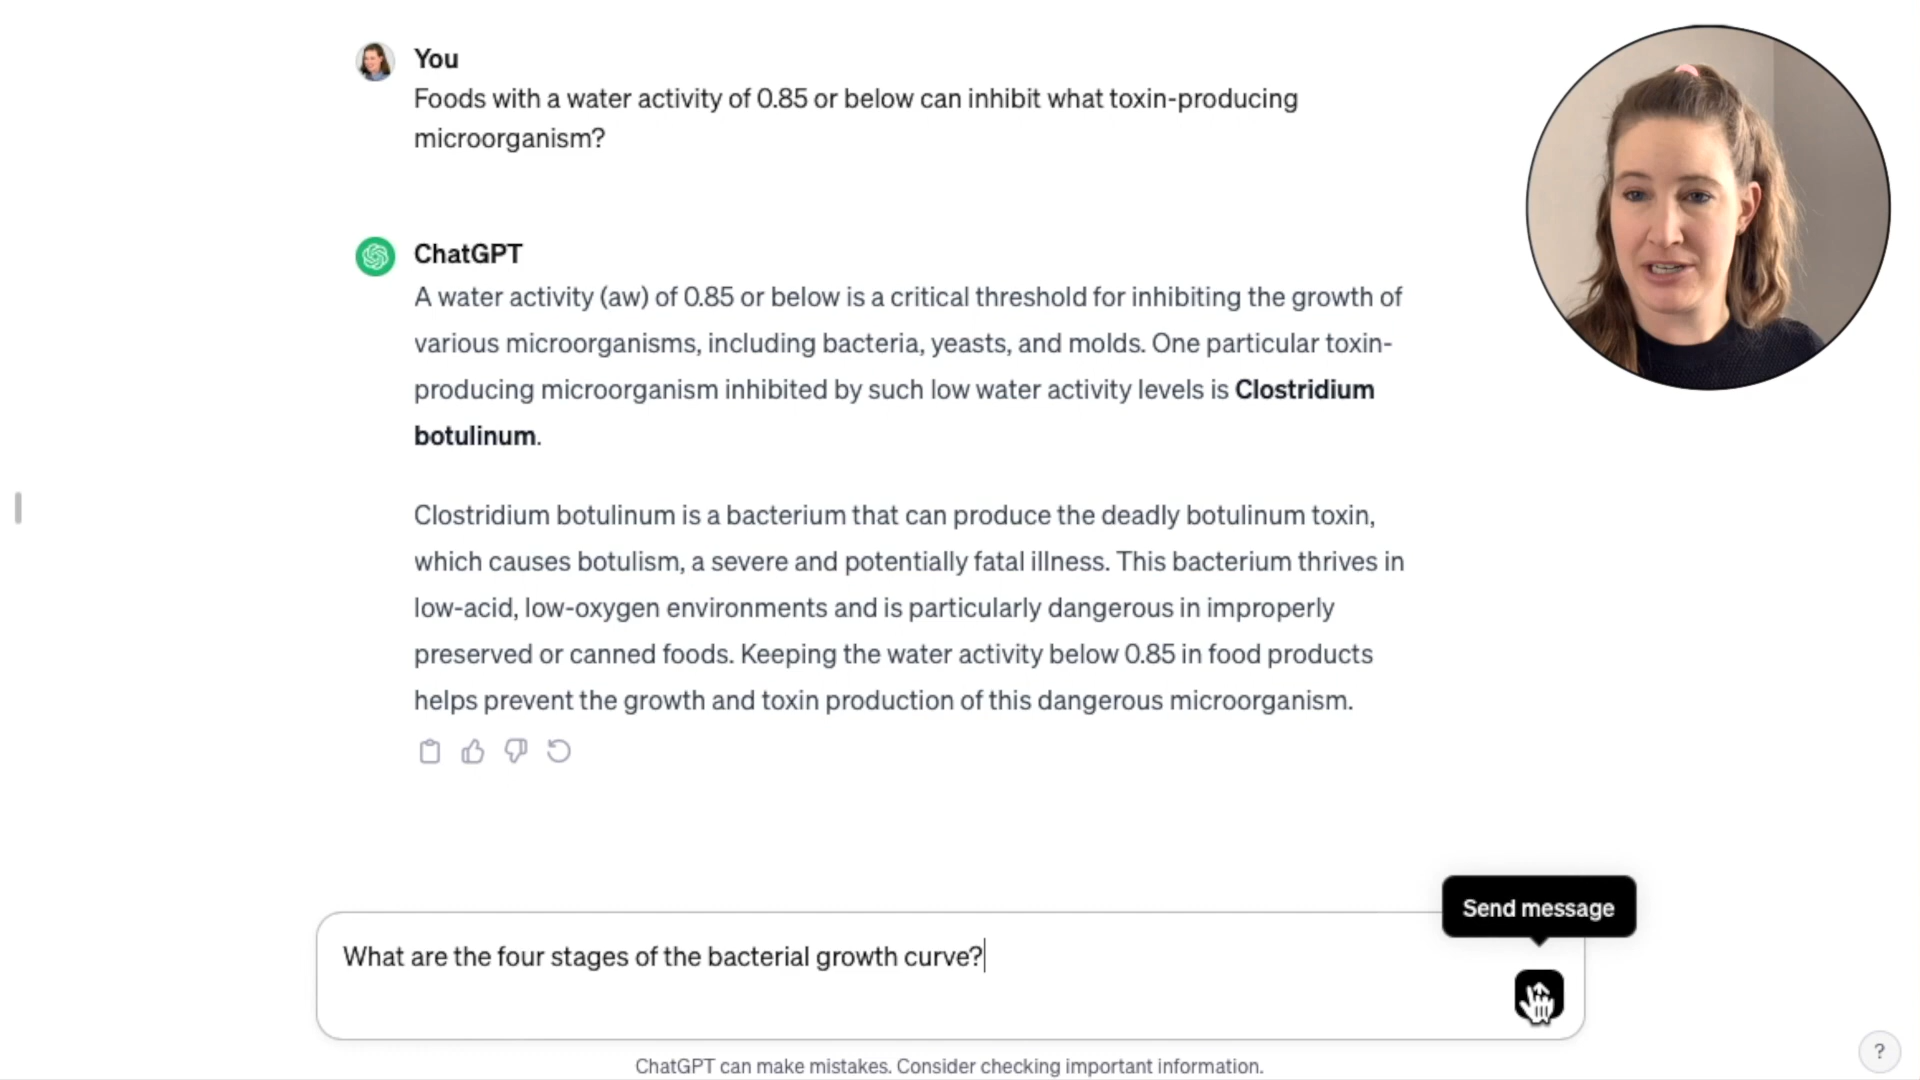 You
Foods with a water activity of 0.85 or below can inhibit what toxin-producing
microorganism?
ChatGPT
A water activity (aw) of 0.85 or below is a critical threshold for inhibiting the growth of
various microorganisms, including bacteria, yeasts, and molds. One particular toxin-
producing microorganism inhibited by such low water activity levels is Clostridium
botulinum.
Clostridium botulinum is a bacterium that can produce the deadly botulinum toxin,
which causes botulism, a severe and potentially fatal illness. This bacterium thrives in
low-acid, low-oxygen environments and is particularly dangerous in improperly
preserved or canned foods. Keeping the water activity below 0.85 in food products
helps prevent the growth and toxin production of this dangerous microorganism.
Send message
What are the four stages of the bacterial growth curve?
ChatGPT can make mistakes. Consider checking important information.
?